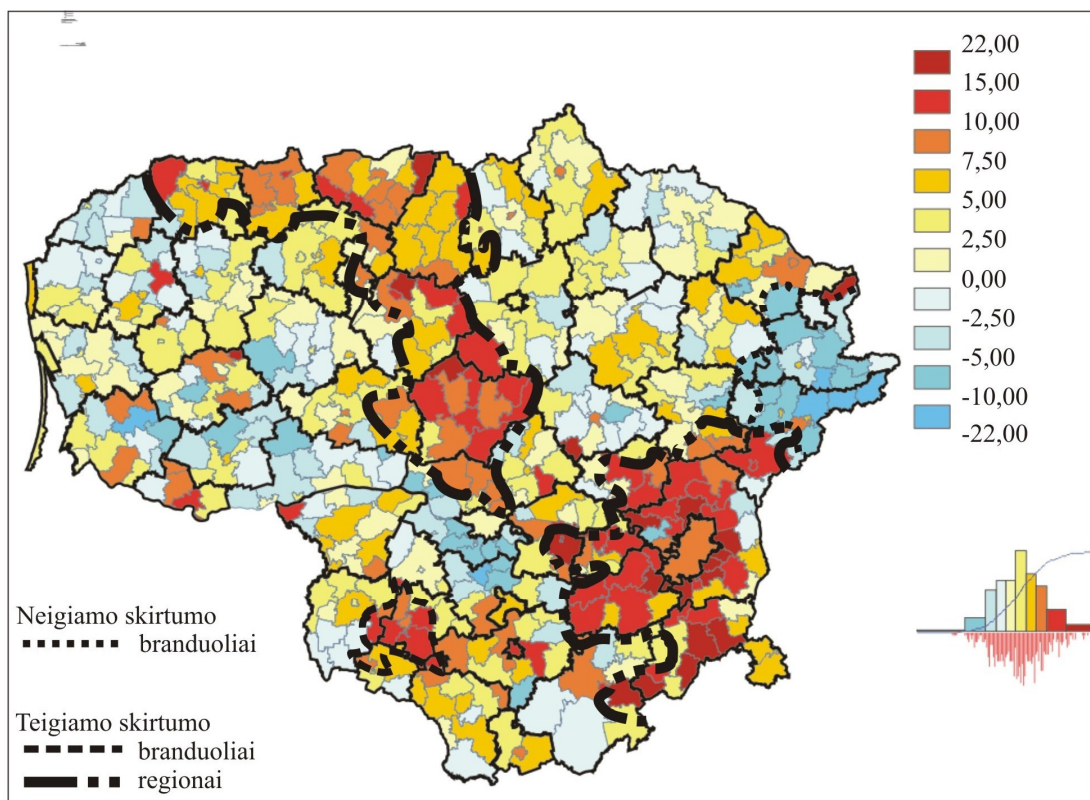 22,00
15,00
10,00
7,50
5,00
2,50
0,00
-2,50
-5,00
-10,00
-22,00
Neigiamo skirtumo
branduoliai
Teigiamo skirtumo
branduoliai
regionai